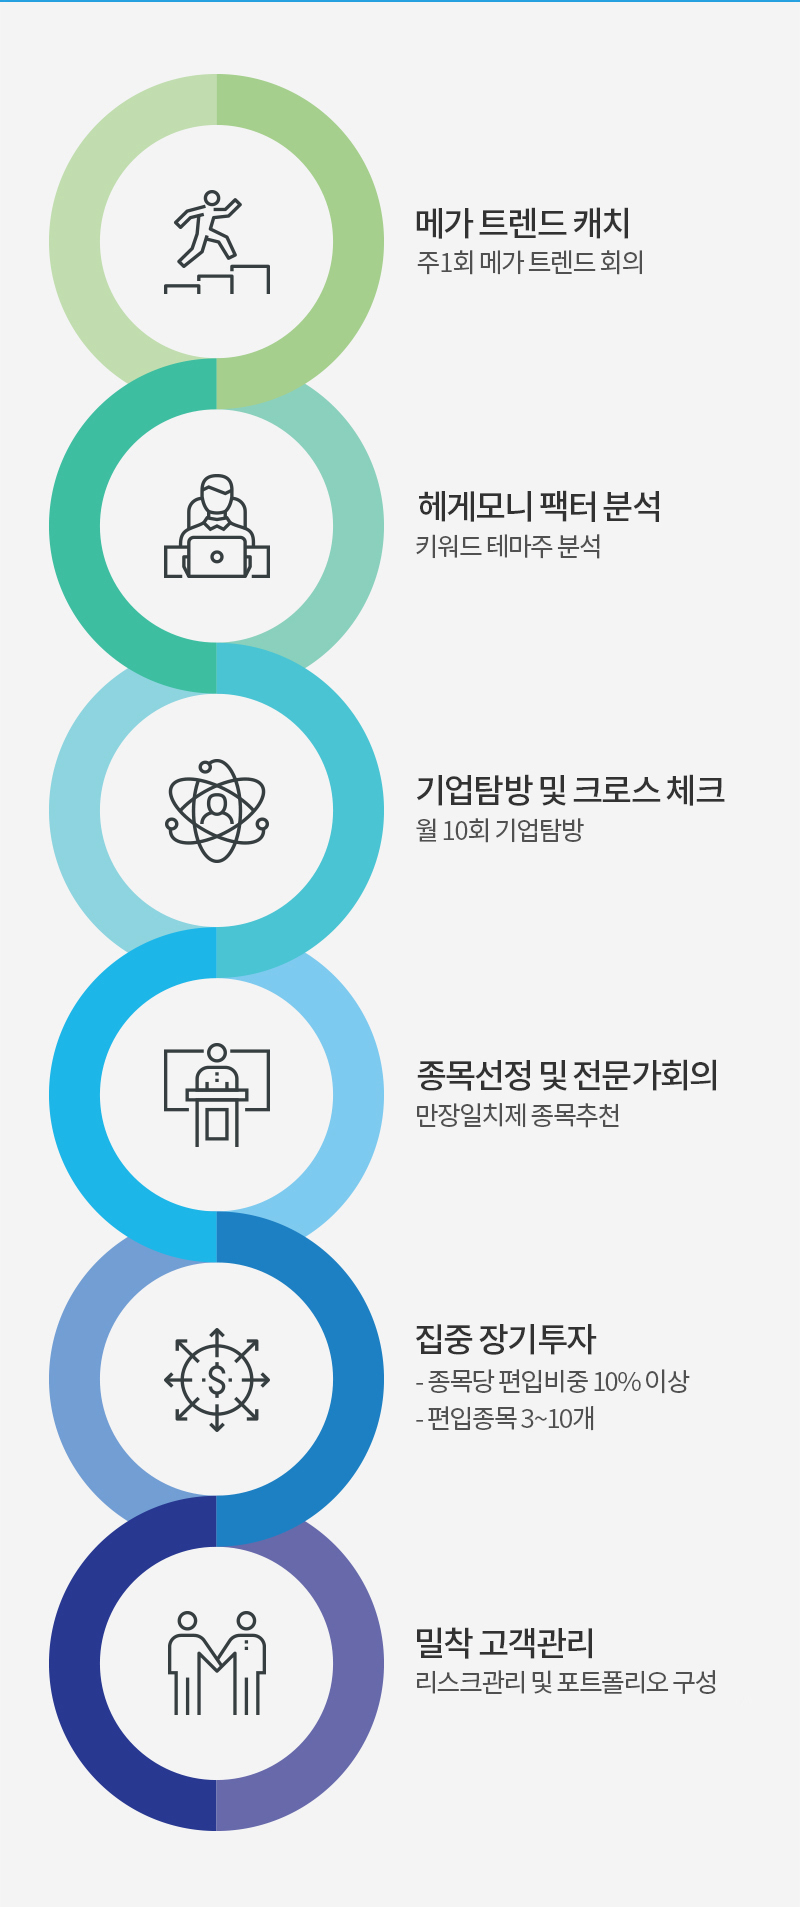 메가 트렌드 캐치
주1회 메가 트렌드 회의
헤게모니 팩터 분석
키워드 테마주 분석
기업탐방 및 크로스 체크
월 10회 기업탐방
종목선정 및 전문가회의
만장일치제 종목추천
집중 장기투자
- 종목당 편입비중 10% 이상
- 편입종목 3~10개
밀착 고객관리
리스크관리 및 포트폴리오 구성